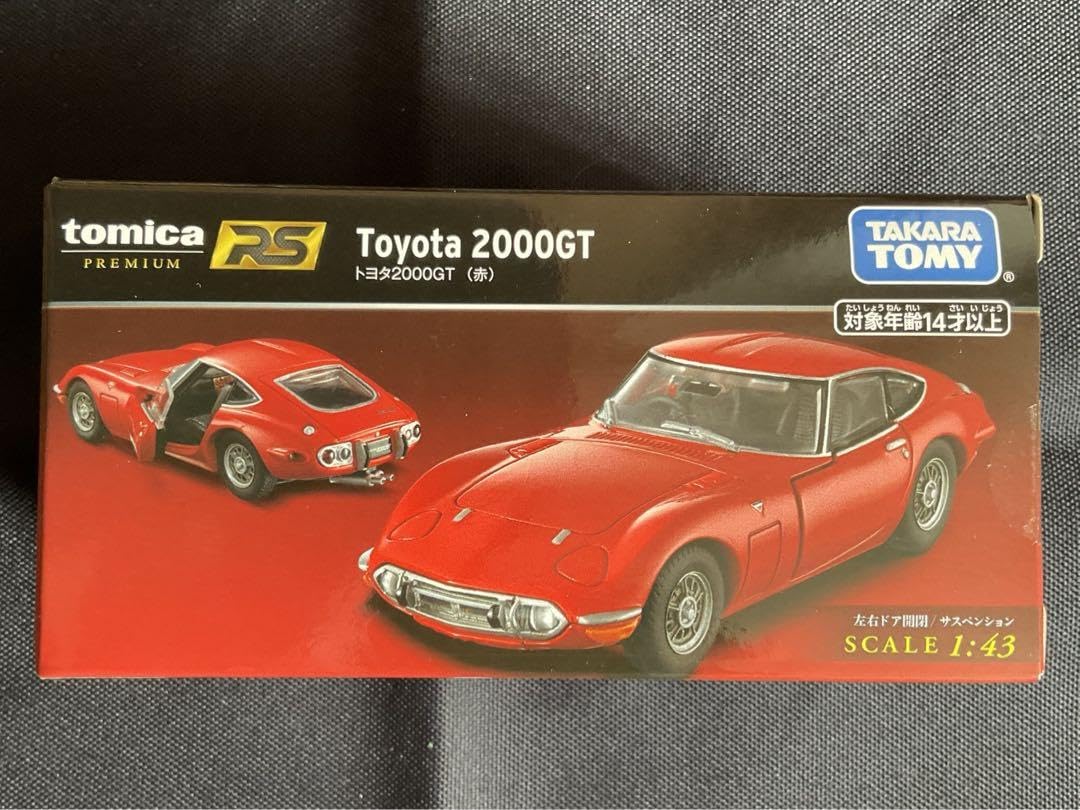 tomica
PREMIUM
RS
Toyota 2000GT
トヨタ2000GT （赤）
TAKARA
TOMY
®
たいしょうねんれい さい いじょう
対象年齢14才以上
左右ドア開閉/サスペンション
SCALE 1:43